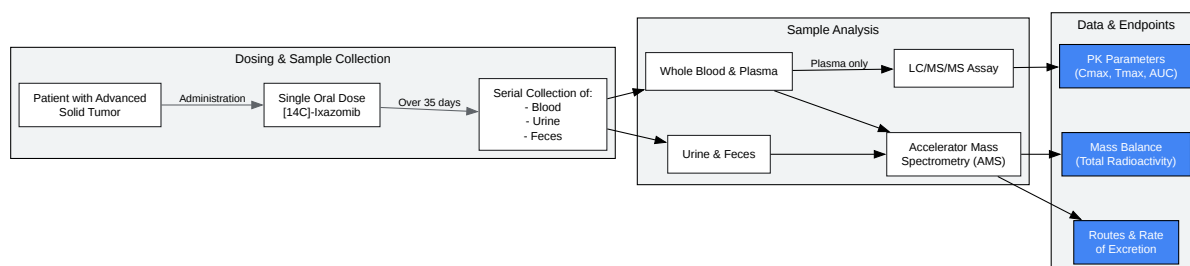 Dosing & Sample Collection
Patient with Advanced
Solid Tumor
Administration
Single Oral Dose
[14C]-Ixazomib
Over 35 days
Serial Collection of:
- Blood
- Urine
- Feces
Sample Analysis
Whole Blood & Plasma
Plasma only
LC/MS/MS Assay
Urine & Feces
Accelerator Mass
Spectrometry (AMS)
Data & Endpoints
PK Parameters
(Cmax, Tmax, AUC)
Mass Balance
(Total Radioactivity)
Routes & Rate
of Excretion